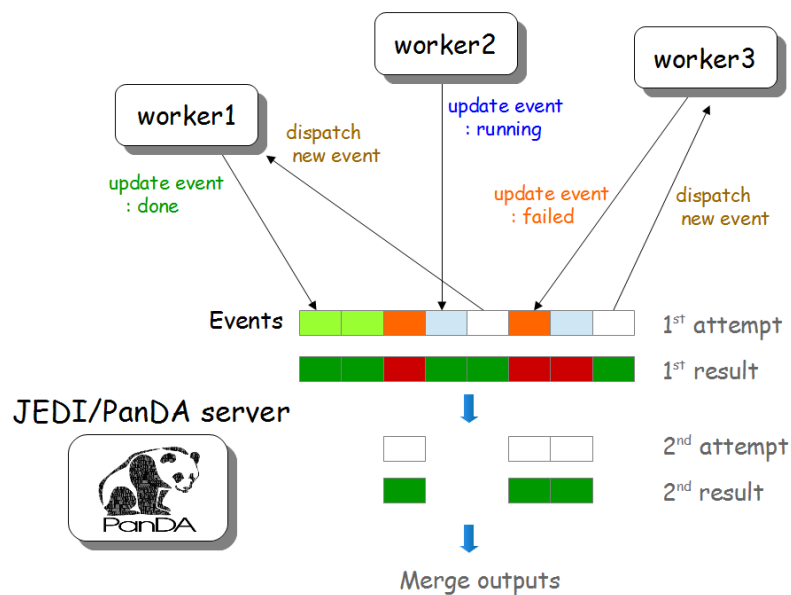 worker2
worker3
worker1
update event
: running
dispatch
new event
update event
: done
update event
: failed
dispatch
new event
Events
1st attempt
1st result
JEDI/PanDA server
2nd attempt
PanDA
2nd result
Merge outputs